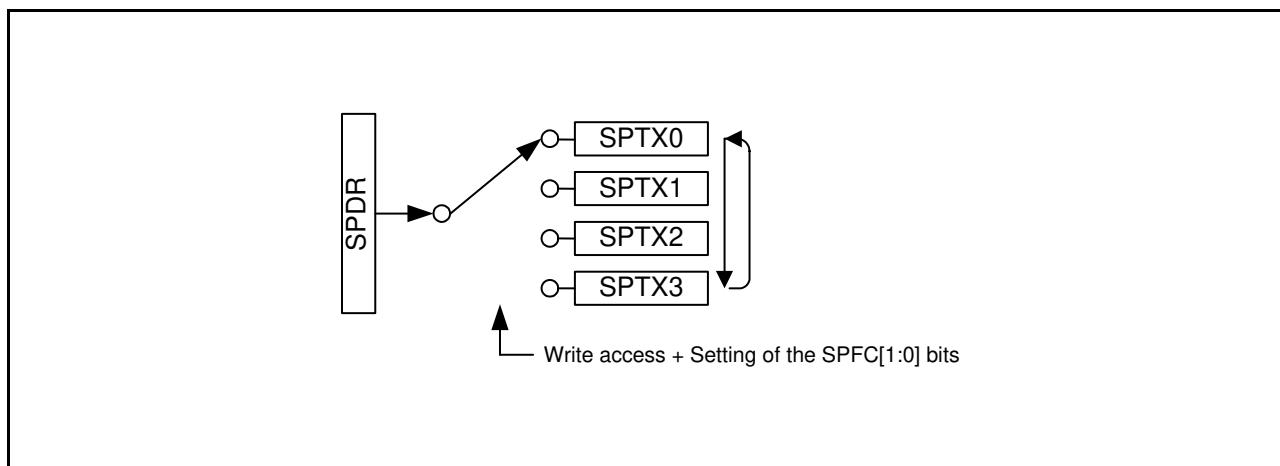 SPDR
SPTX0
SPTX1
SPTX2
SPTX3
Write access + Setting of the SPFC[1:0] bits